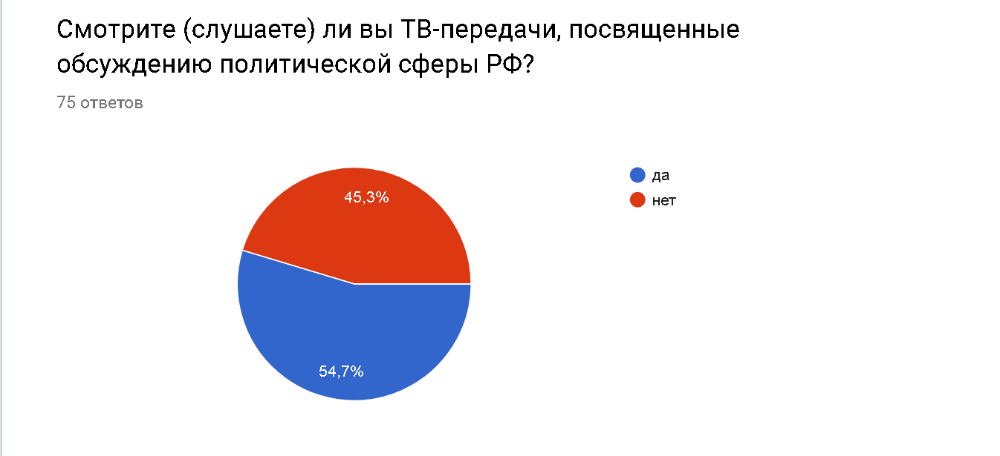 Смотрите (слушаете) ли вы ТВ-передачи, посвященные
обсуждению политической сферы РФ?
75 ответов
да
45,3%
нет
54,7%